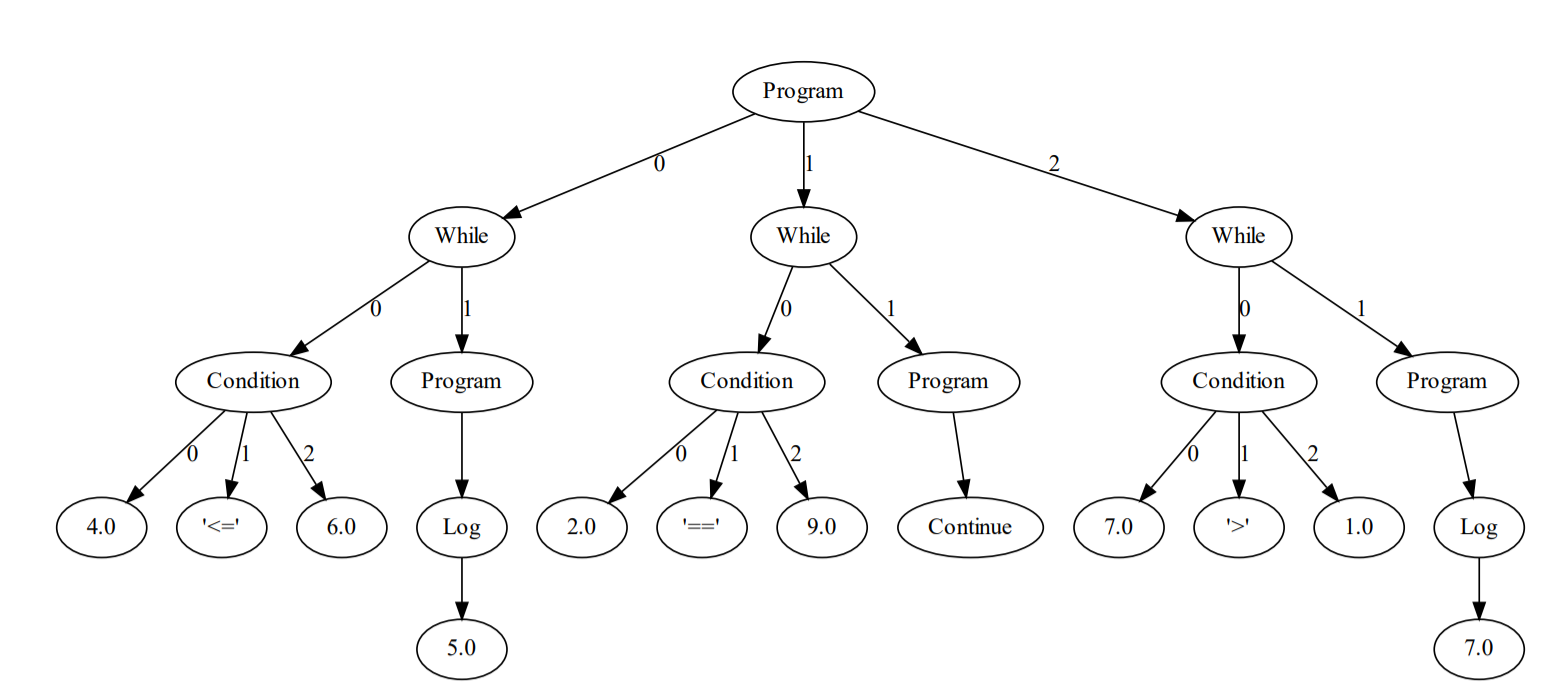 Program
0
1
2
While
While
While
0
1
0
1
0
1
Condition
Program
Condition
Program
Condition
Program
0
1
2
0
1
2
0
1
2
4.0
'<='
6.0
Log
2.0
'=='
9.0
Continue
7.0
'>'
1.0
Log
5.0
7.0